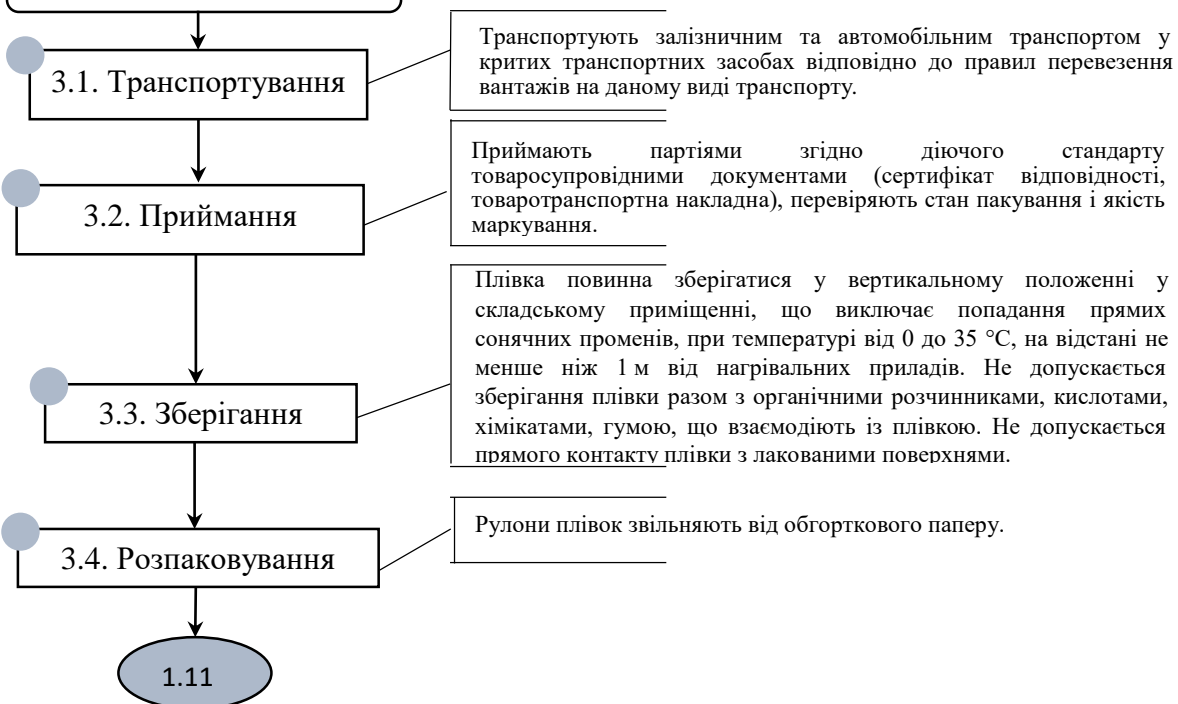 3.1. Транспортування
Транспортують залізничним та автомобільним транспортом у
критих транспортних засобах відповідно до правил перевезення
вантажів на даному виді транспорту.
3.2. Приймання
Приймають партіями згідно діючого стандарту
товаросупровідними документами (сертифікат відповідності,
товаротранспортна накладна), перевіряють стан пакування і якість
маркування.
3.3. Зберігання
Плівка повинна зберігатися у вертикальному положенні у
складському приміщенні, що виключає попадання прямих
сонячних променів, при температурі від 0 до 35 °С, на відстані не
менше ніж 1 м від нагрівальних приладів. Не допускається
зберігання плівки разом з органічними розчинниками, кислотами,
хімікатами, гумою, що взаємодіють із плівкою. Не допускається
прямого контакту плівки з лакованими поверхнями.
3.4. Розпаковування
Рулони плівок звільняють від обгорткового паперу.
1.11